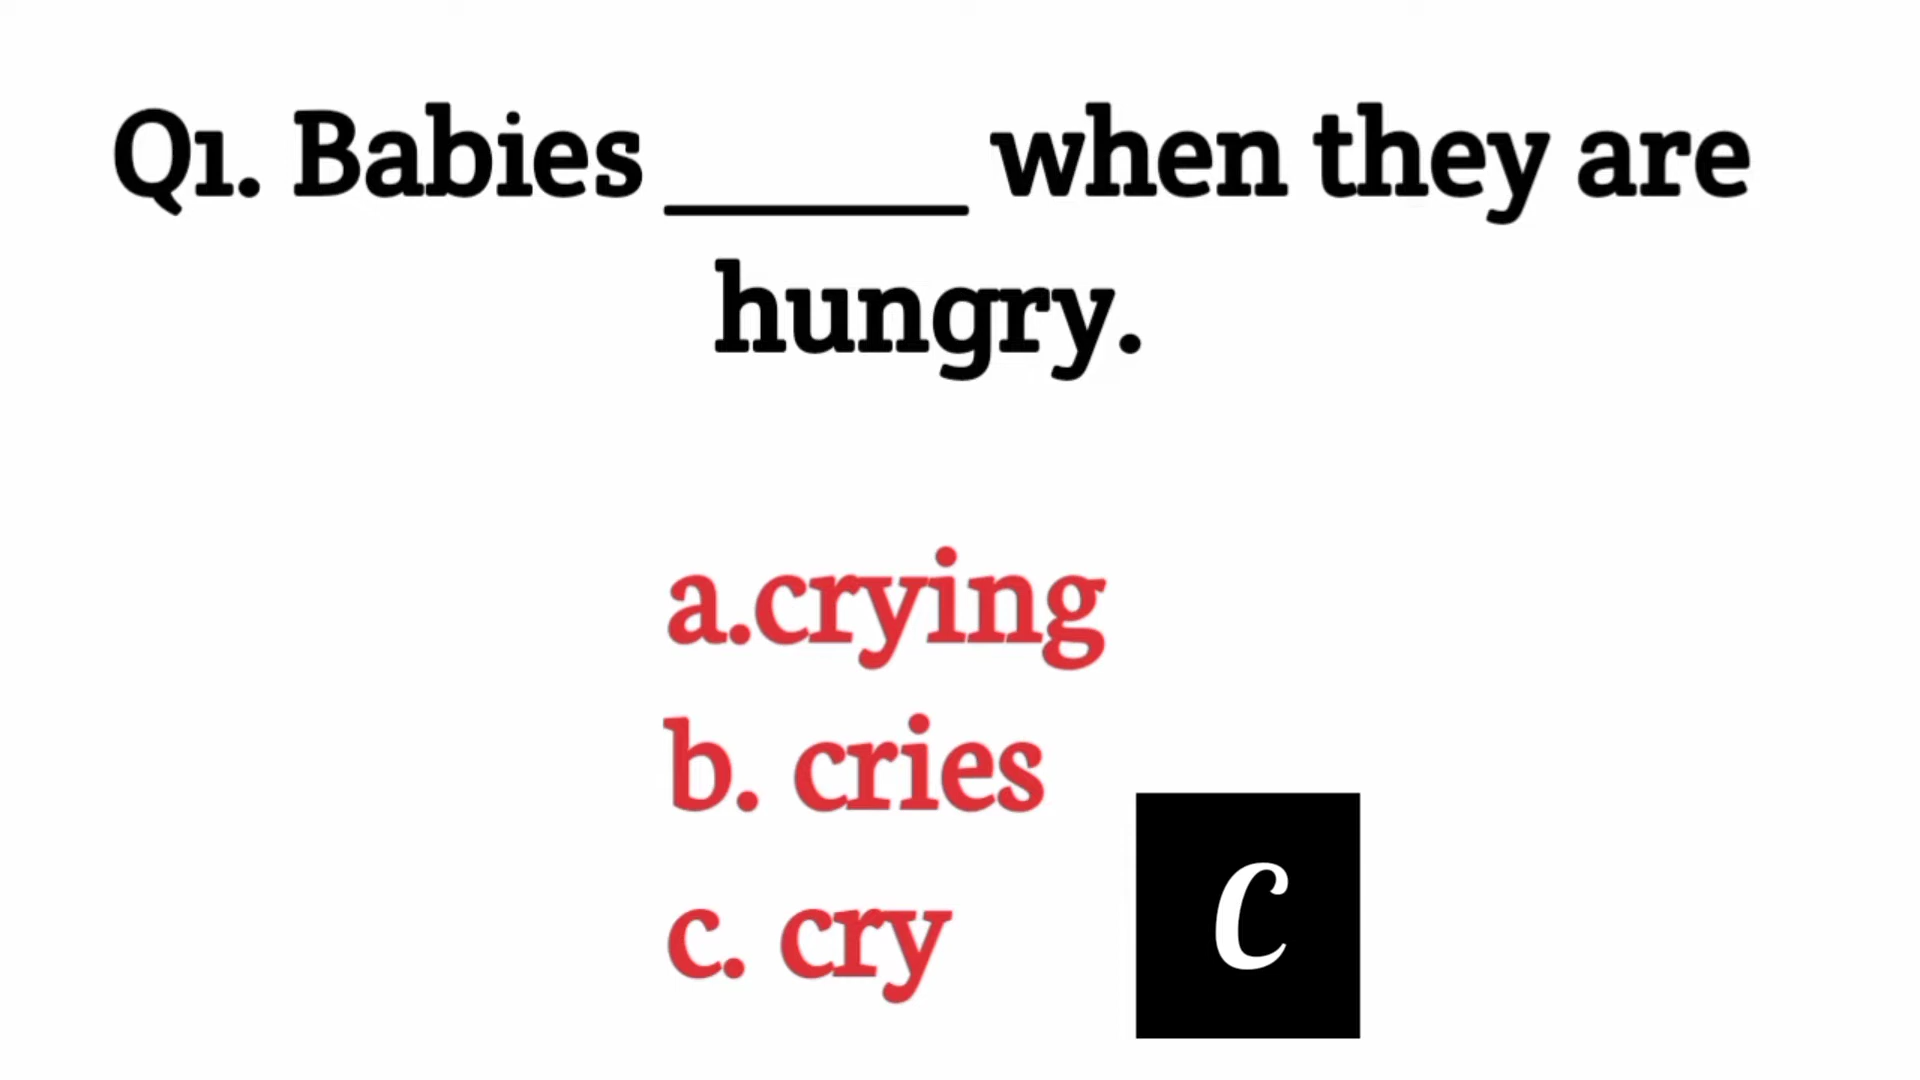 Q1. Babies ______ when they are
hungry.
a.crying
b. cries
c. cry
C